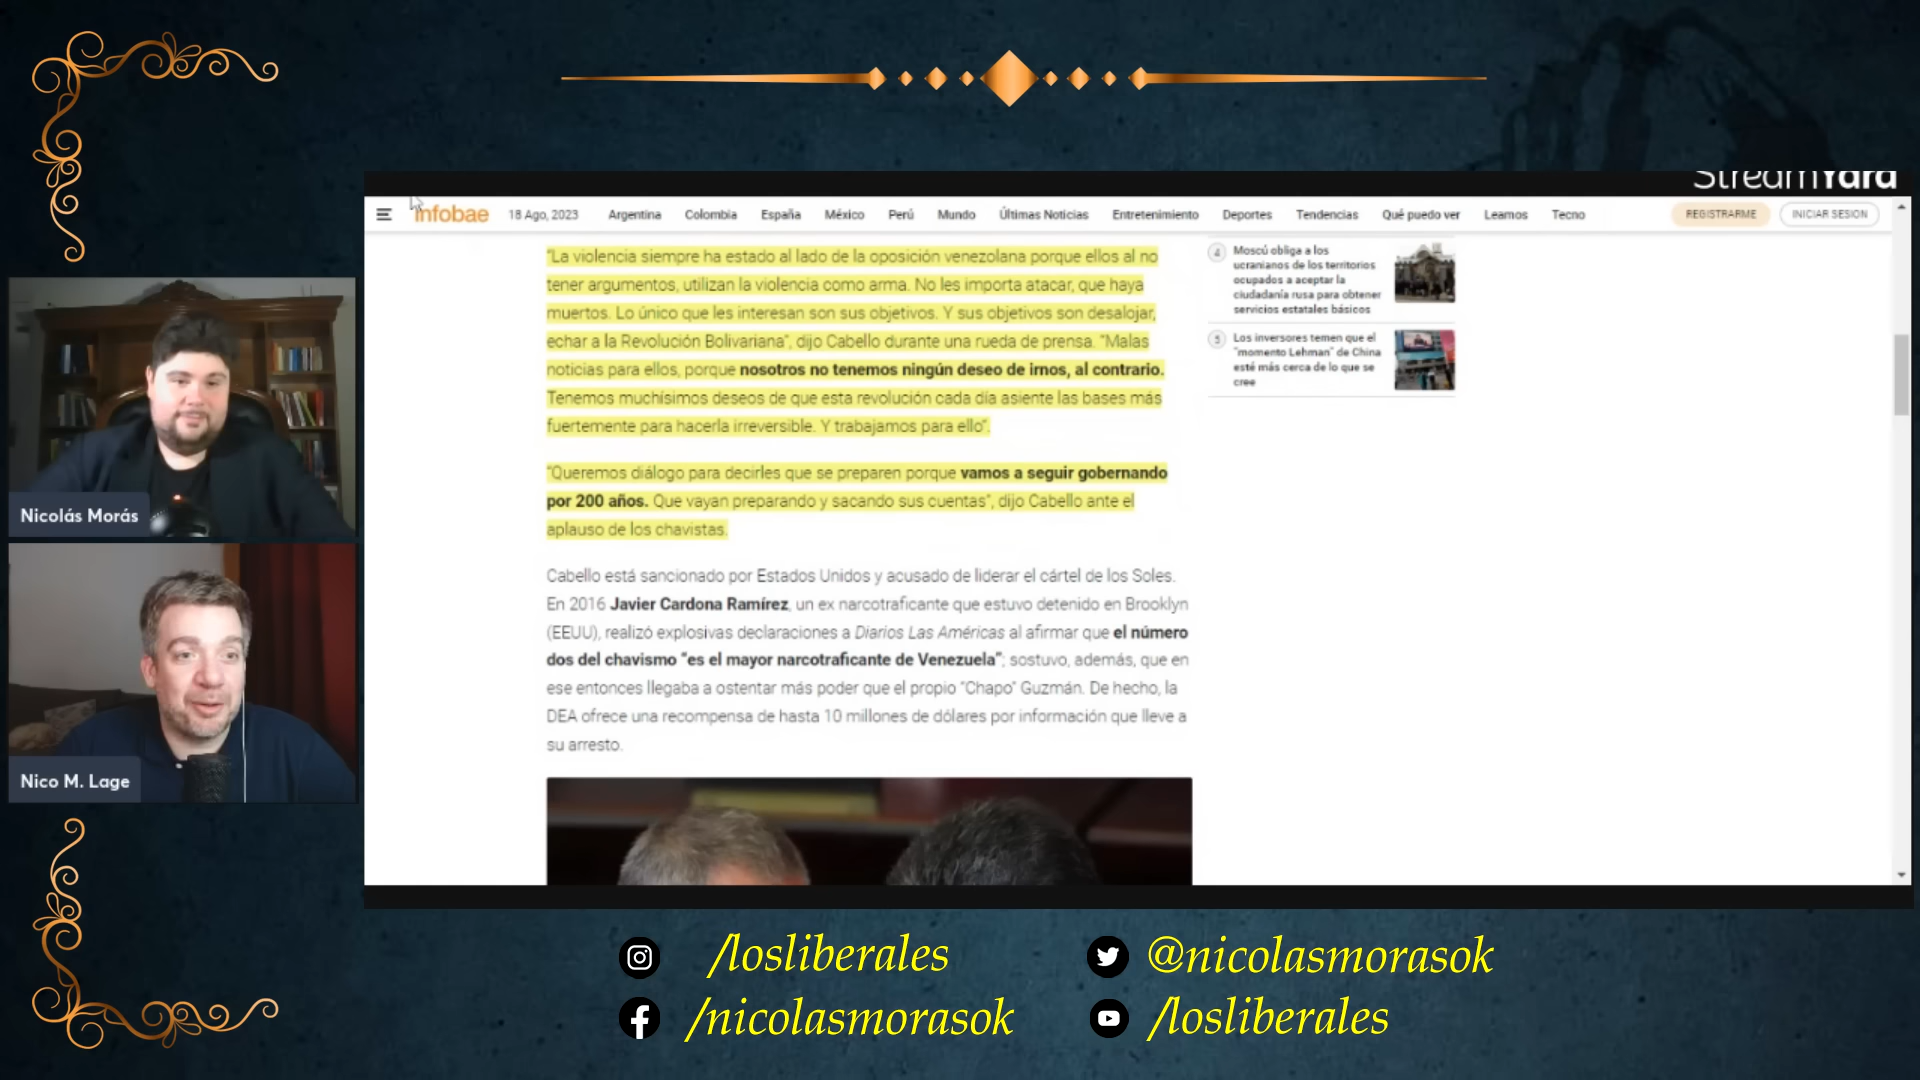 StreamYard
infobae 18 Ago, 2023 Argentina Colombia España México Perú Mundo Últimas Noticias Entretenimiento Deportes Tendencias Qué puedo ver Leamos Tecno REGISTRARME INICIAR SESION
"La violencia siempre ha estado al lado de la oposición venezolana porque ellos al no
tener argumentos, utilizan la violencia como arma. No les importa atacar, que haya
muertos. Lo único que les interesan son sus objetivos. Y sus objetivos son desalojar,
echar a la Revolución Bolivariana", dijo Cabello durante una rueda de prensa. "Malas
noticias para ellos, porque nosotros no tenemos ningún deseo de irnos, al contrario.
Tenemos muchísimos deseos de que esta revolución cada día asiente las bases más
fuertemente para hacerla irreversible. Y trabajamos para ello".
"Queremos diálogo para decirles que se preparen porque vamos a seguir gobernando
por 200 años. Que vayan preparando y sacando sus cuentas", dijo Cabello ante el
aplauso de los chavistas.
Cabello está sancionado por Estados Unidos y acusado de liderar el cártel de los Soles.
En 2016 Javier Cardona Ramírez, un ex narcotraficante que estuvo detenido en Brooklyn
(EEUU), realizó explosivas declaraciones a Diarios Las Américas al afirmar que el número
dos del chavismo "es el mayor narcotraficante de Venezuela"; sostuvo, además, que en
ese entonces llegaba a ostentar más poder que el propio "Chapo" Guzmán. De hecho, la
DEA ofrece una recompensa de hasta 10 millones de dólares por información que lleve a
su arresto.
4 Moscú obliga a los
ucranianos de los territorios
ocupados a aceptar la
ciudadanía rusa para obtener
servicios estatales básicos
5 Los inversores temen que el
"momento Lehman" de China
esté más cerca de lo que se
cree
Nicolás Morás
Nico M. Lage
/losliberales @nicolasmorasok
/nicolasmorasok /losliberales